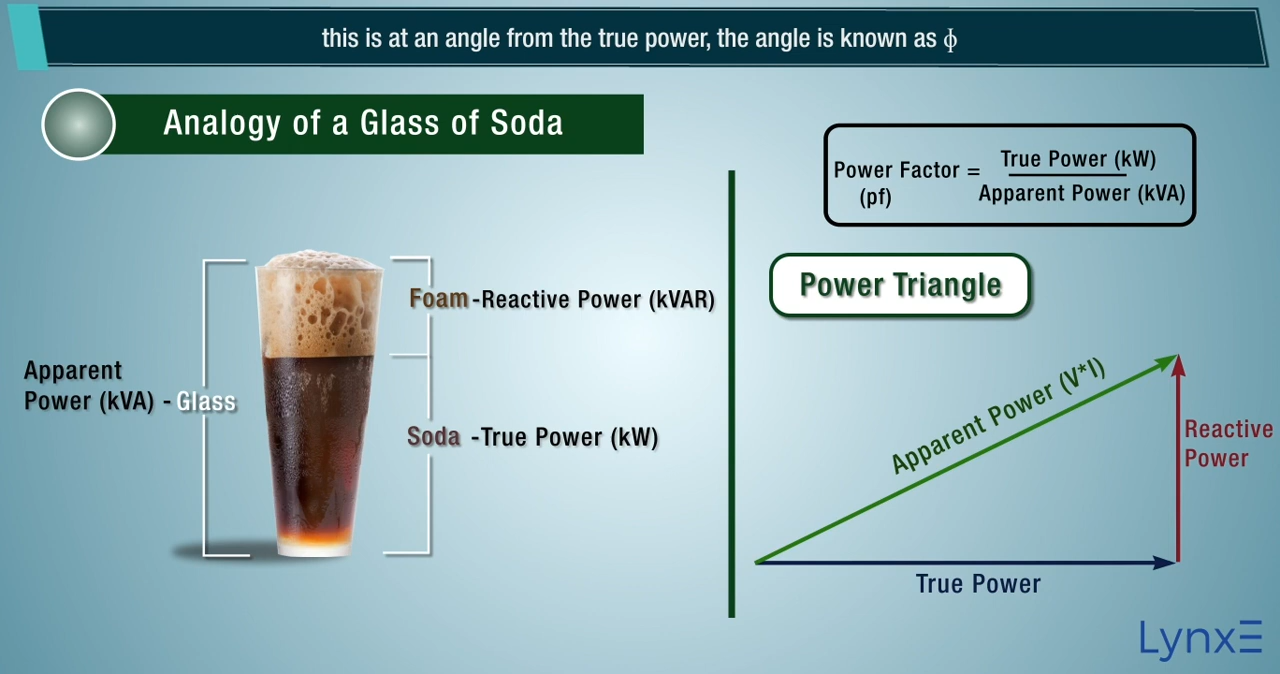 this is at an angle from the true power, the angle is known as ϕ
Analogy of a Glass of Soda
Power Factor =
(pf)
True Power (kW)
Apparent Power (kVA)
Power Triangle
Foam -Reactive Power (kVAR)
Apparent
Power (kVA) - Glass
Soda -True Power (kW)
Apparent Power (V*I)
Reactive
Power
True Power
LynxE